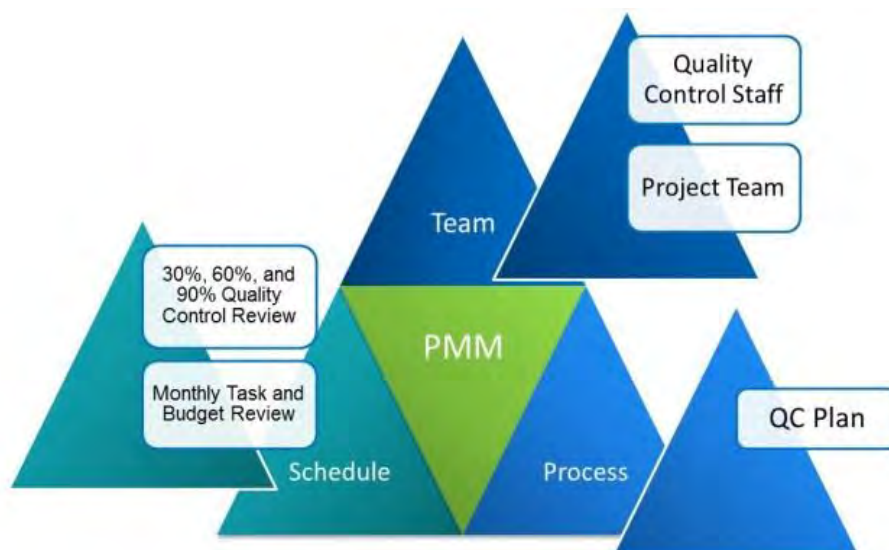 Quality
Control Staff
Project Team
Team
30%, 60%, and
90% Quality
Control Review
Monthly Task and
Budget Review
PMM
QC Plan
Schedule
Process